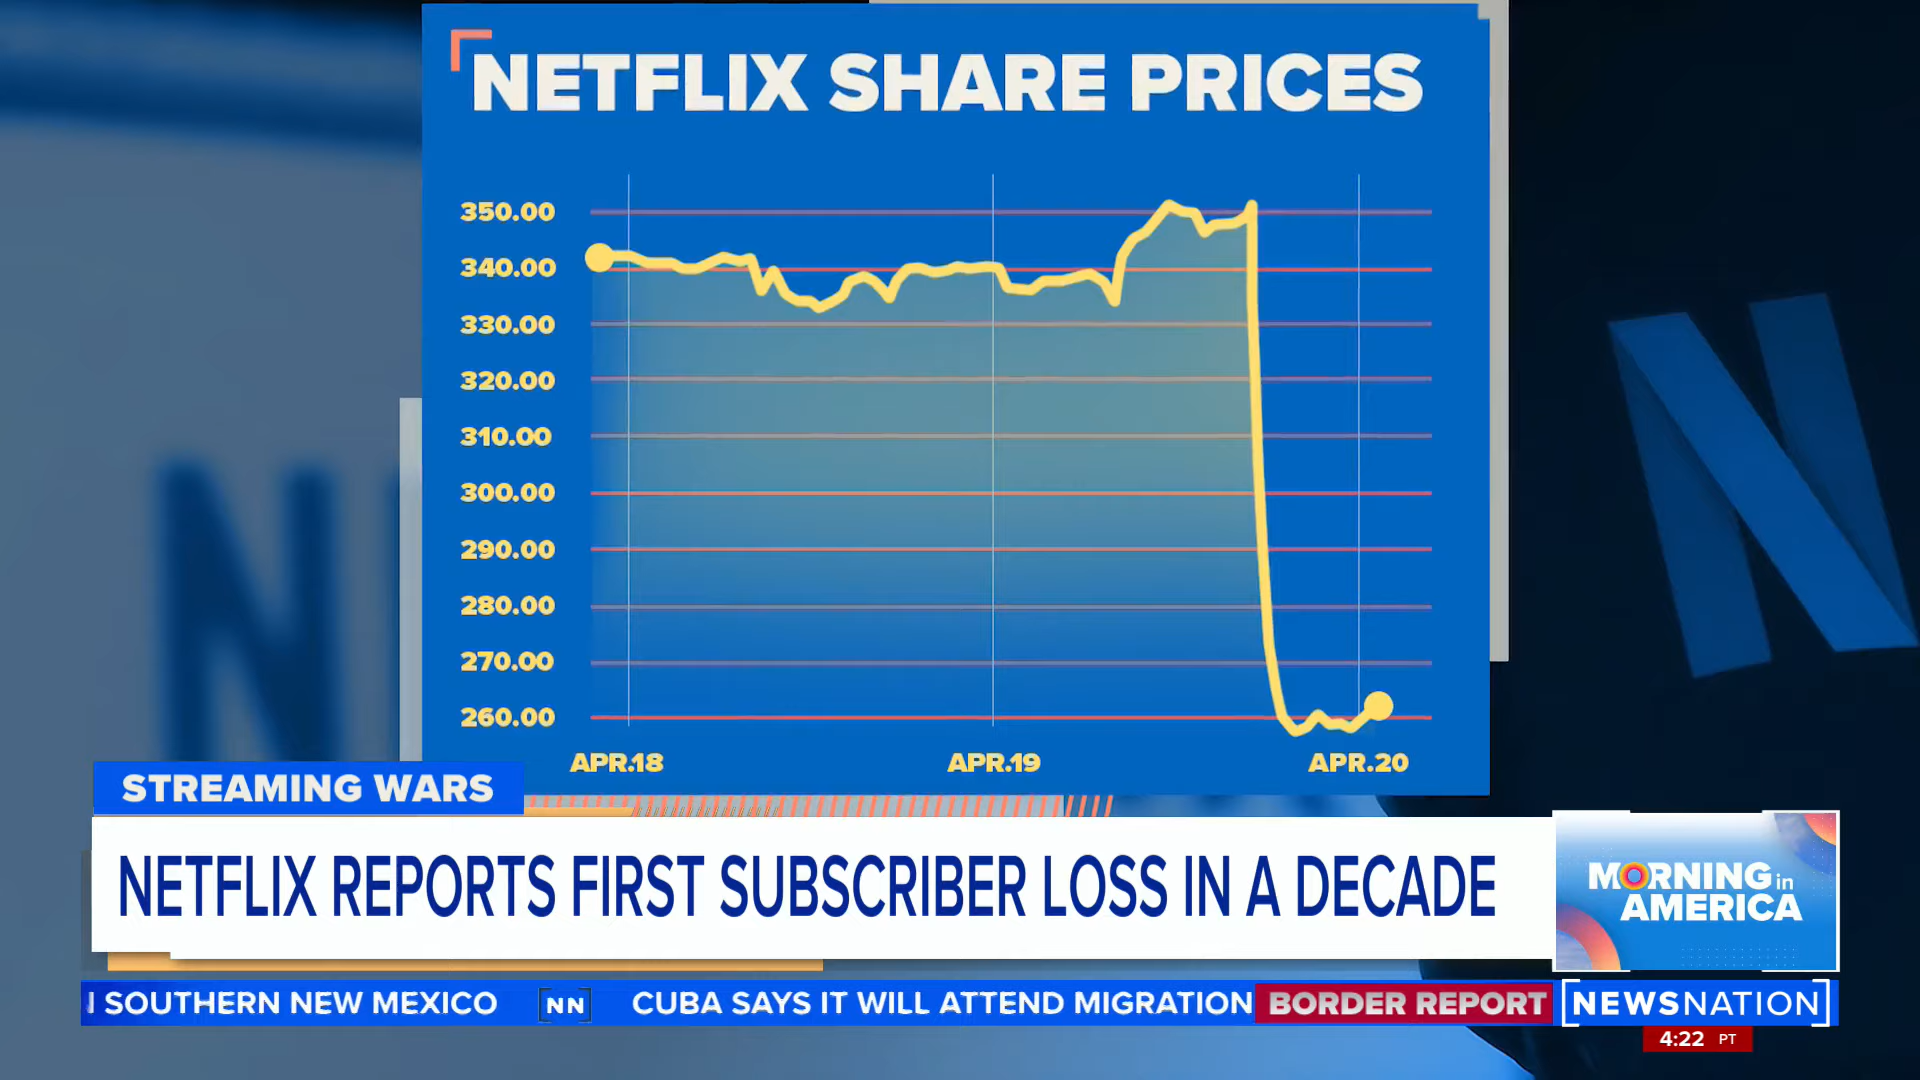 NETFLIX SHARE PRICES
350.00
340.00
330.00
320.00
310.00
300.00
290.00
280.00
270.00
260.00
APR.18 APR.19 APR.20
STREAMING WARS
NETFLIX REPORTS FIRST SUBSCRIBER LOSS IN A DECADE
MORNING in
AMERICA
SOUTHERN NEW MEXICO [NN] CUBA SAYS IT WILL ATTEND MIGRATION BORDER REPORT [NEWSNATION]
4:22 PT